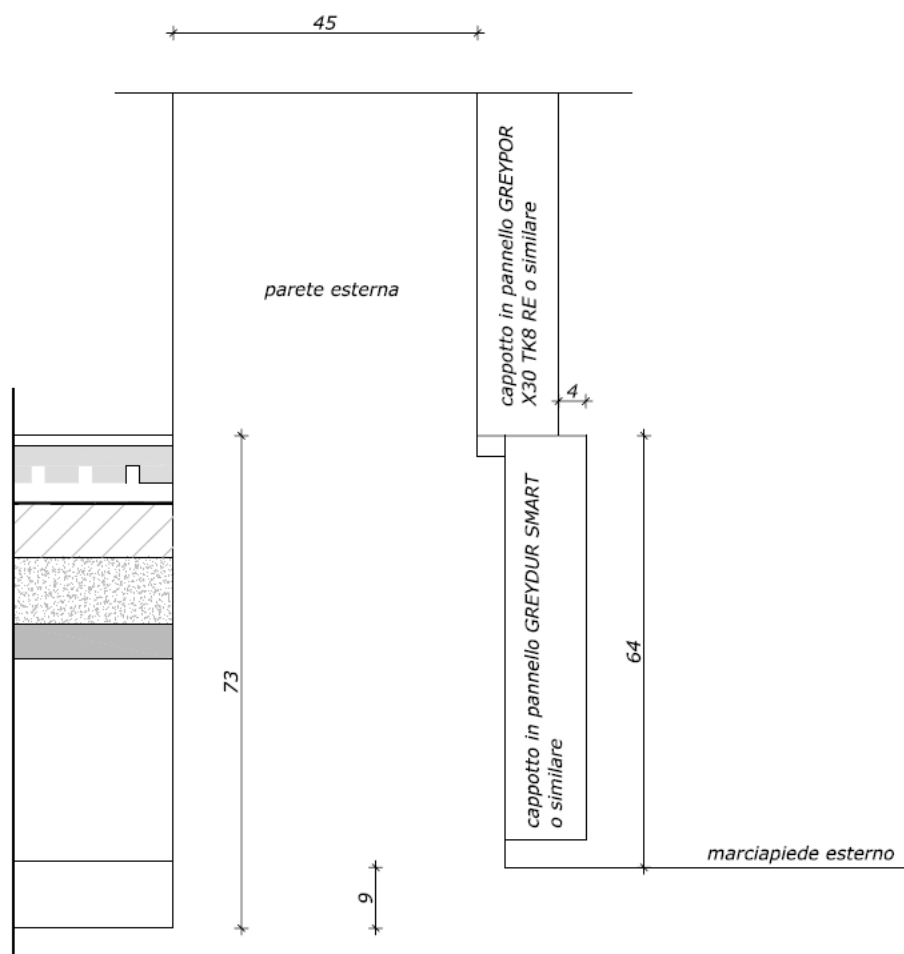 45
cappotto in pannello GREYPOR
X30 TK8 RE o similare
parete esterna
4
73
cappotto in pannello GREYDUR SMART
o similare
64
marciapiede esterno
9